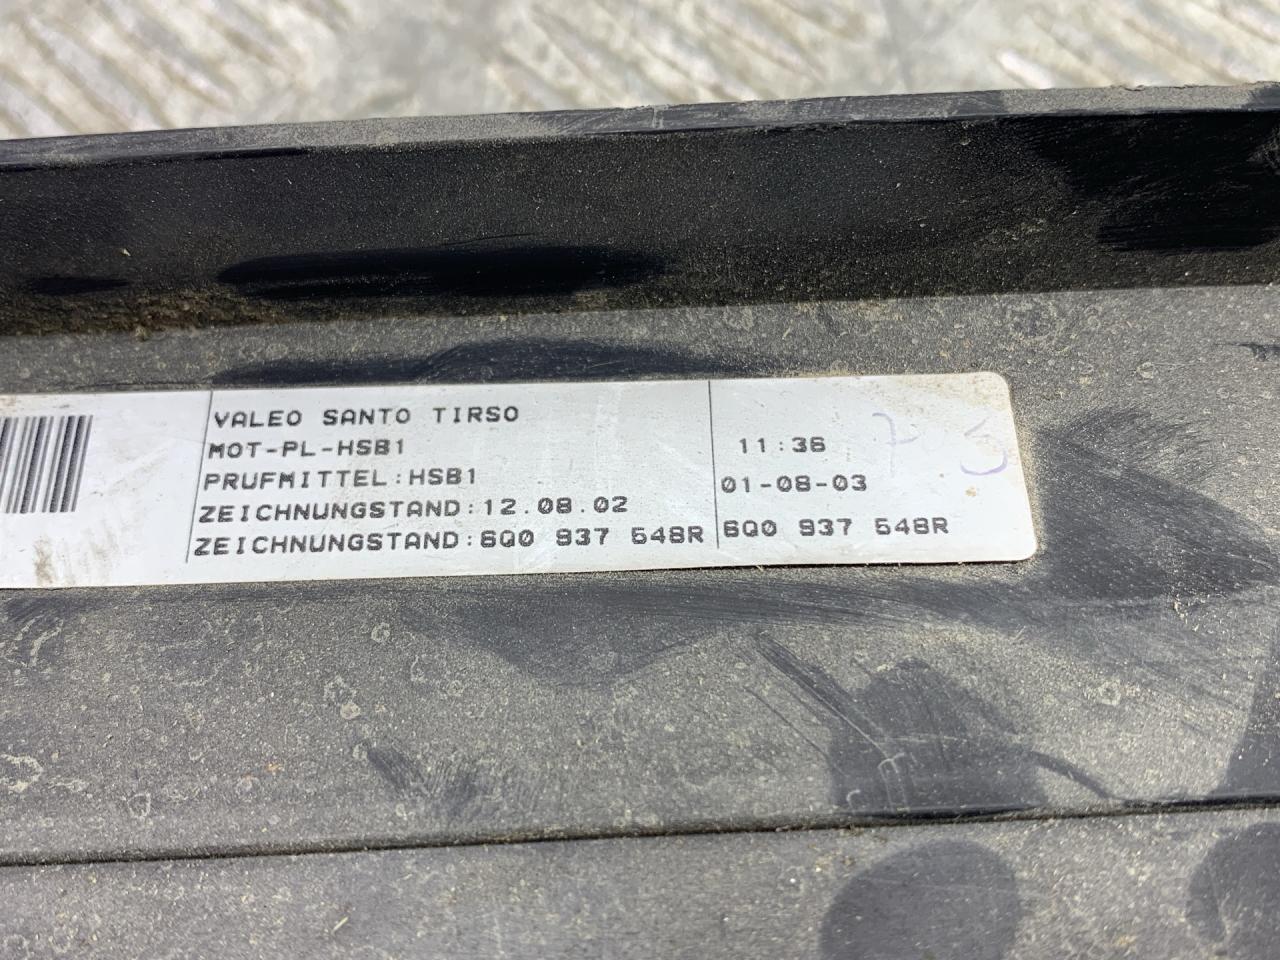 VALEO SANTO TIRSO
MOT-PL-HSB1
PRUFMITTEL:HSB1
ZEICHNUNGSTAND:12.08.02
ZEICHNUNGSTAND:6Q0 937 548R
11:36
01-08-03
6Q0 937 548R